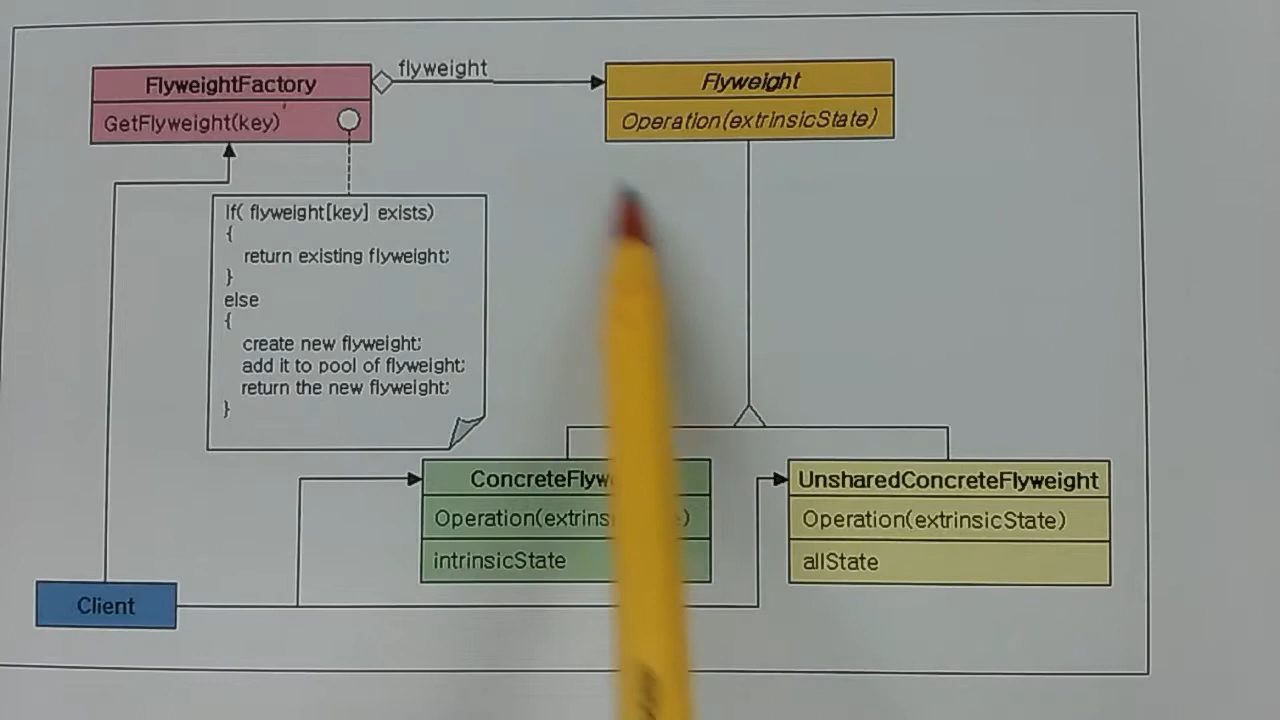 FlyweightFactory
GetFlyweight(key)
flyweight
Flyweight
Operation(extrinsicState)
If( flyweight[key] exists)
{
return existing flyweight;
}
else
{
create new flyweight;
add it to pool of flyweight;
return the new flyweight;
}
UnsharedConcreteFlyweight
Operation(extrinsicState)
intrinsicState
allState
Client